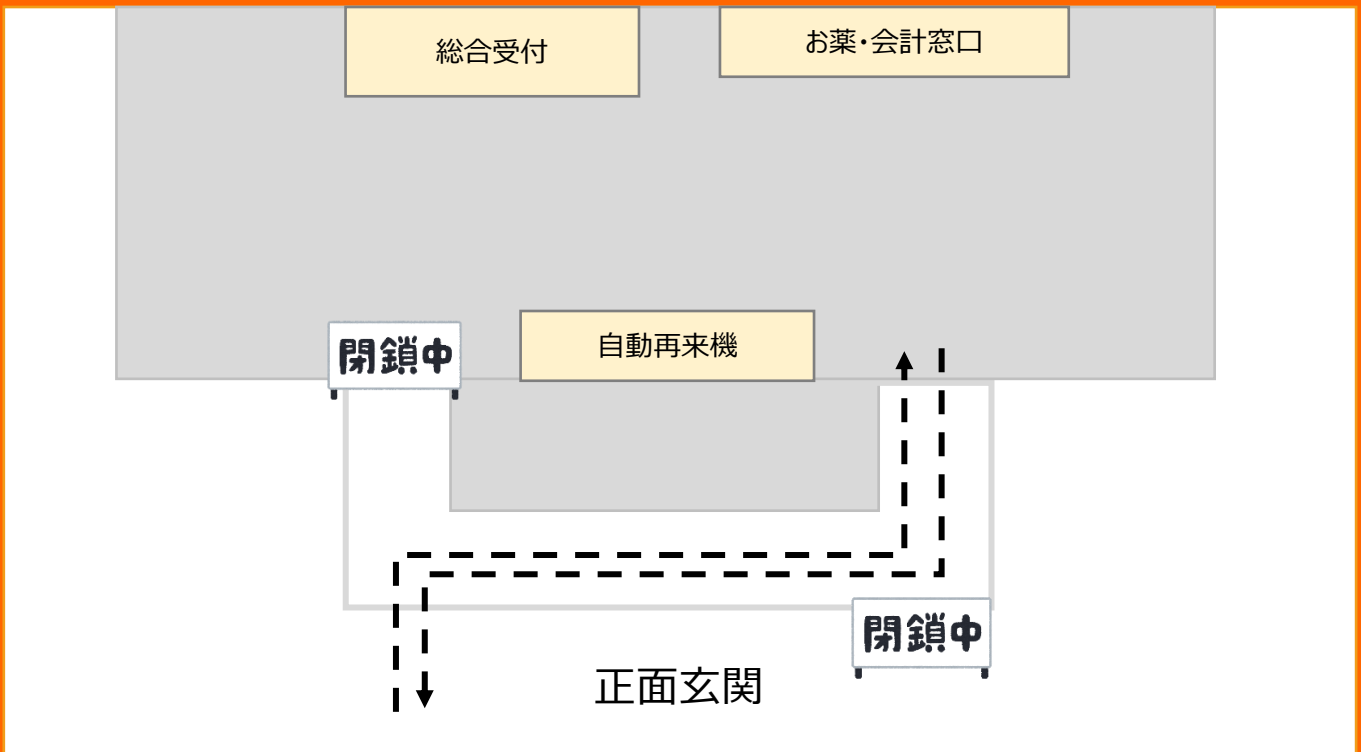 総合受付
お薬・会計窓口
閉鎖中
自動再来機
閉鎖中
正面玄関